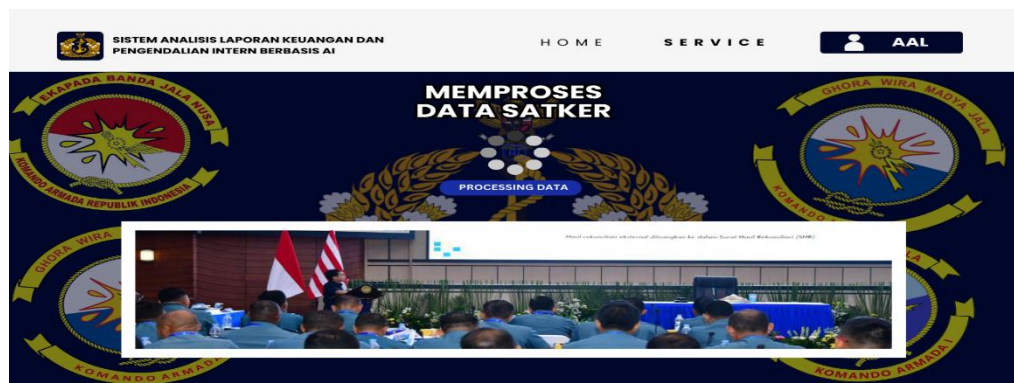 SISTEM ANALISIS LAPORAN KEUANGAN DAN
PENGENDALIAN INTERN BERBASIS AI
HOME
SERVICE
AAL
MEMPROSES
DATA SATKER
PROCESSING DATA
EKAPADA BANDA JALA NUSA
KOMANDO ARMADA REPUBLIK INDONESIA
GHORA WIRA MADYA JALA
KOMANDO
GHORA WIRA
KOMANDO ARMADA
KOMANDO ARMADA I
Hasil rekonsiliasi eksternal dituangkan ke dalam Surat Hasil Rekonsiliasi (SHR)